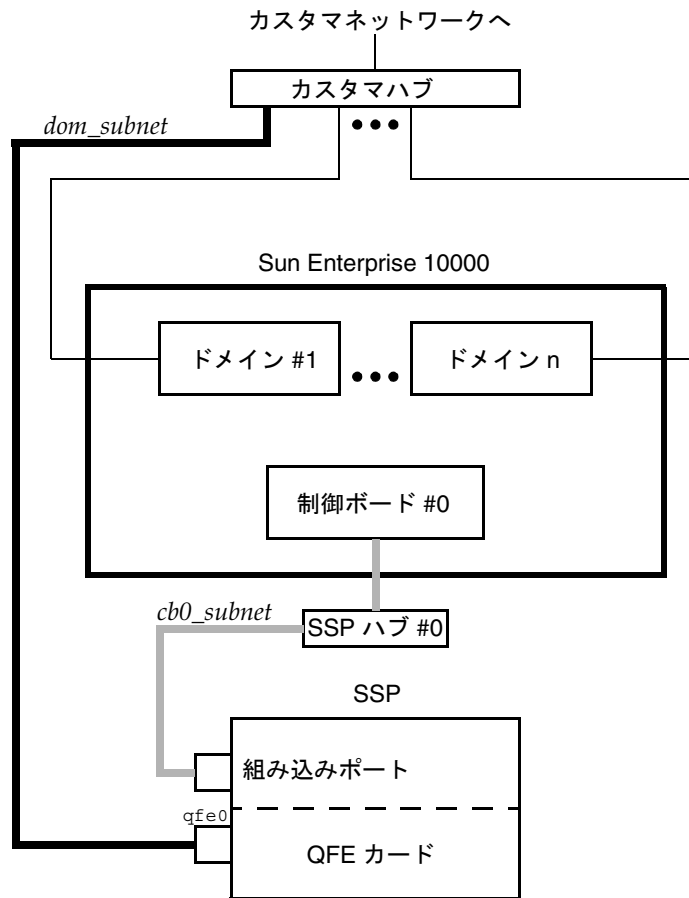 カスタマネットワークへ
カスタマハブ
dom_subnet
•••
Sun Enterprise 10000
ドメイン #1
•••
ドメイン n
制御ボード #0
cb0_subnet
SSP ハブ #0
SSP
組み込みポート
qfe0
QFE カード